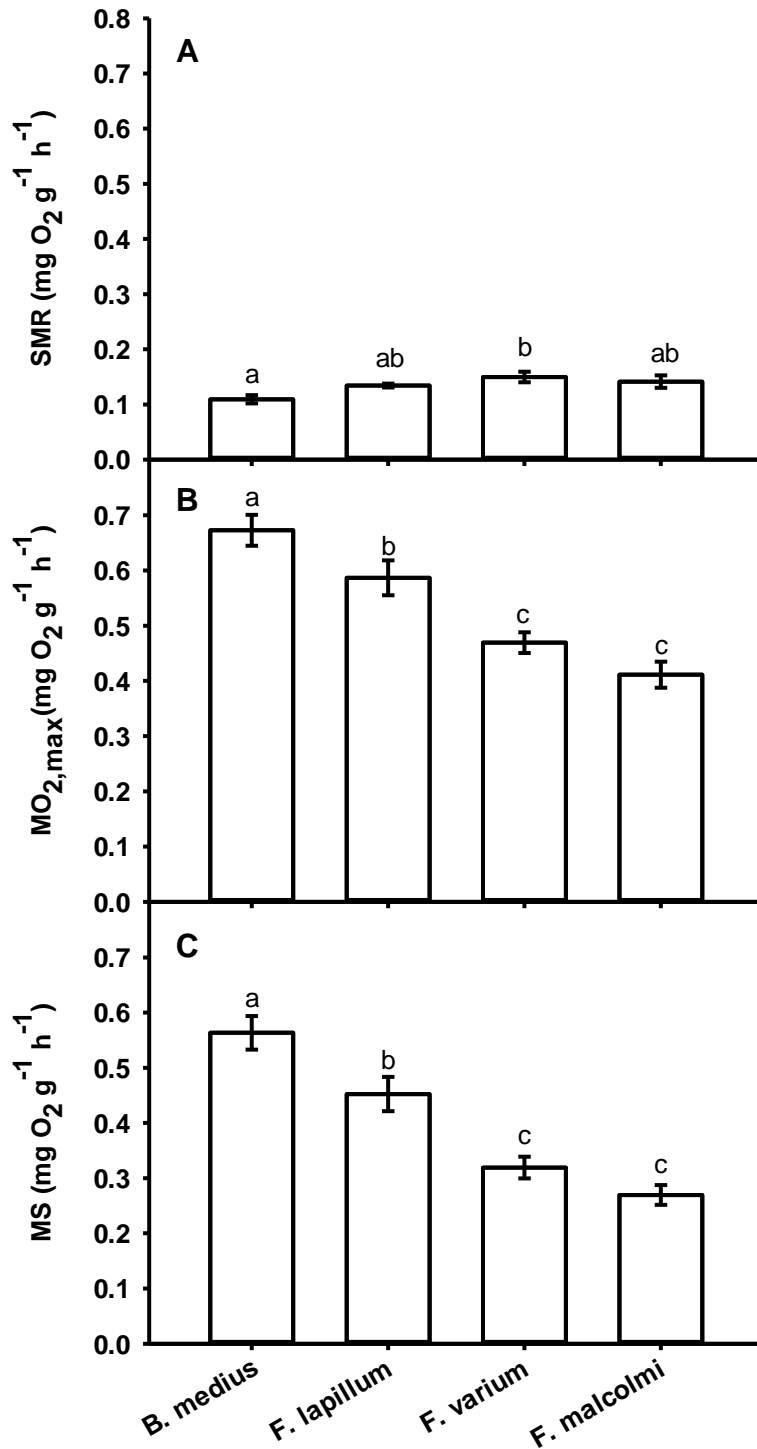 A
SMR (mg O2 g-1 h-1)
0.8
0.7
0.6
0.5
0.4
0.3
0.2
0.1
0.0
a
ab
b
ab
B
MO2,max(mg O2 g-1 h-1)
0.7
0.6
0.5
0.4
0.3
0.2
0.1
0.0
a
b
c
c
C
MS (mg O2 g-1 h-1)
0.7
0.6
0.5
0.4
0.3
0.2
0.1
0.0
a
b
c
c
B. medius
F. lapillum
F. varium
F. malcolmi